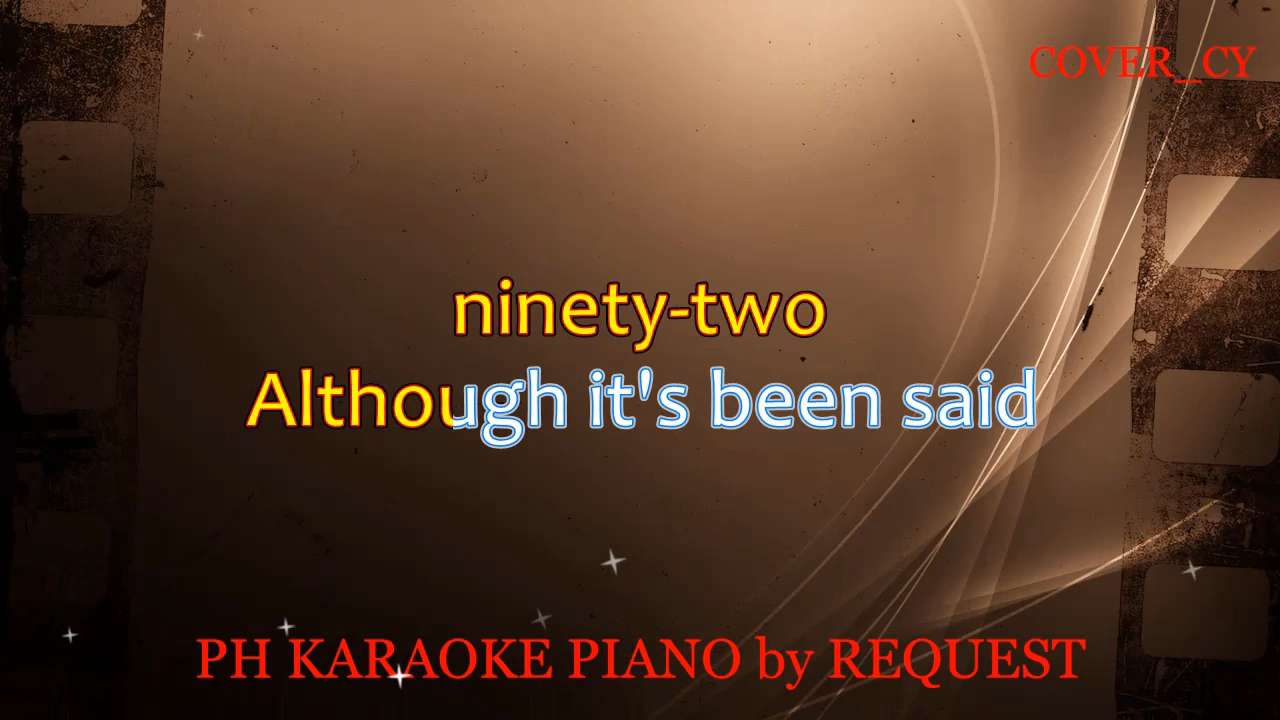 COVER_CY
ninety-two
Although it's been said
PH KARAOKE PIANO by REQUEST